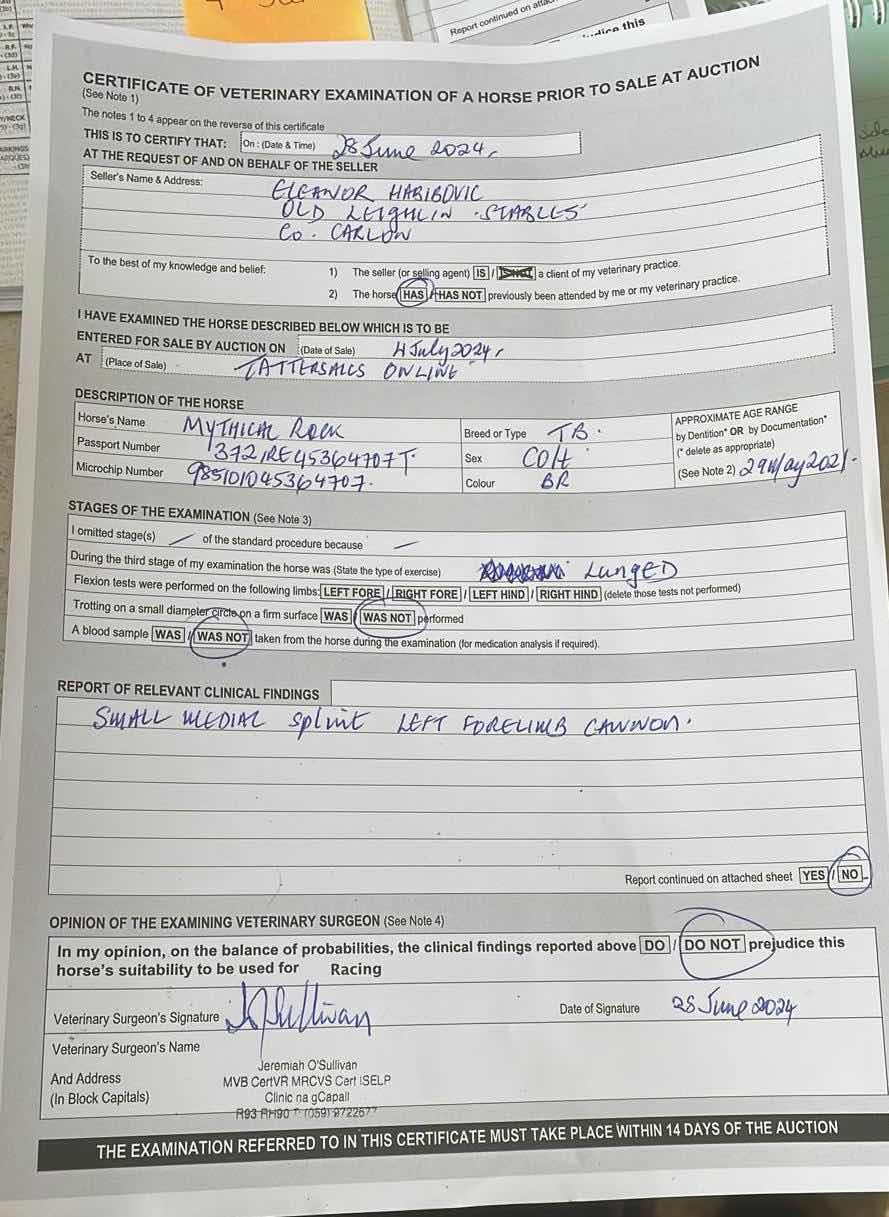 Report continued on attach
CERTIFICATE OF VETERINARY EXAMINATION OF A HORSE PRIOR TO SALE AT AUCTION
(See Note 1)
The notes 1 to 4 appear on the reverse of this certificate
THIS IS TO CERTIFY THAT: On: (Date & Time) 28 June 2024.
AT THE REQUEST OF AND ON BEHALF OF THE SELLER
Seller's Name & Address: ELEANOR HABIBOVIC
OLD LEIGHLIN STABLES
Co. CARLOW
To the best of my knowledge and belief: 1) The seller (or selling agent) IS / IS NOT a client of my veterinary practice.
2) The horse HAS / HAS NOT previously been attended by me or my veterinary practice.
I HAVE EXAMINED THE HORSE DESCRIBED BELOW WHICH IS TO BE
ENTERED FOR SALE BY AUCTION ON (Date of Sale) 4 July 2024.
AT (Place of Sale) TATTERSALLS ONLINE
DESCRIPTION OF THE HORSE
Horse's Name MYTHICAL ROCK
Passport Number 372IRE45364707T.
Microchip Number 985101045364707.
Breed or Type TB.
Sex COLT
Colour BR
APPROXIMATE AGE RANGE
by Dentition* OR by Documentation*
(* delete as appropriate)
(See Note 2) 29 May 2021.
STAGES OF THE EXAMINATION (See Note 3)
I omitted stage(s) — of the standard procedure because —
During the third stage of my examination the horse was (State the type of exercise) LUNGED
Flexion tests were performed on the following limbs: LEFT FORE / RIGHT FORE / LEFT HIND / RIGHT HIND (delete those tests not performed)
Trotting on a small diameter circle on a firm surface WAS / WAS NOT performed
A blood sample WAS / WAS NOT taken from the horse during the examination (for medication analysis if required).
REPORT OF RELEVANT CLINICAL FINDINGS
SMALL MEDIAL splint LEFT FORELIMB CANNON.
Report continued on attached sheet YES / NO
OPINION OF THE EXAMINING VETERINARY SURGEON (See Note 4)
In my opinion, on the balance of probabilities, the clinical findings reported above DO / DO NOT prejudice this
horse's suitability to be used for Racing
Veterinary Surgeon's Signature JO'Sullivan Date of Signature 28 June 2024
Veterinary Surgeon's Name
And Address
(In Block Capitals)
Jeremiah O'Sullivan
MVB CertVR MRCVS Cert ISELP
Clinic na gCapall
R93 RH90 T (059) 9722677
THE EXAMINATION REFERRED TO IN THIS CERTIFICATE MUST TAKE PLACE WITHIN 14 DAYS OF THE AUCTION